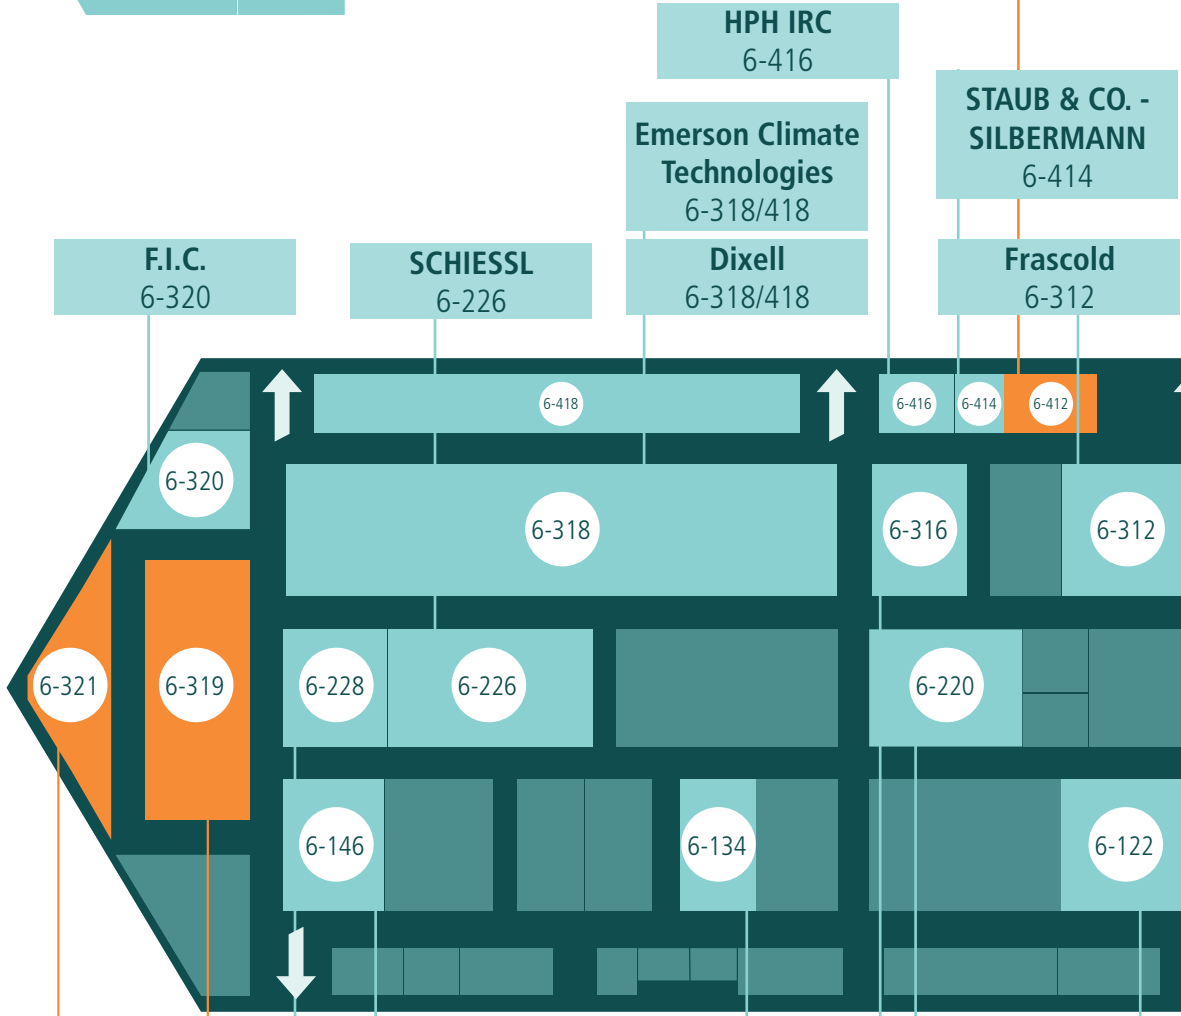 HPH IRC
6-416
STAUB & CO. -
SILBERMANN
6-414
Emerson Climate
Technologies
6-318/418
F.I.C.
6-320
SCHIESSL
6-226
Dixell
6-318/418
Frascold
6-312
6-418
6-416
6-414
6-412
6-320
6-318
6-316
6-312
6-321
6-319
6-228
6-226
6-220
6-146
6-134
6-122